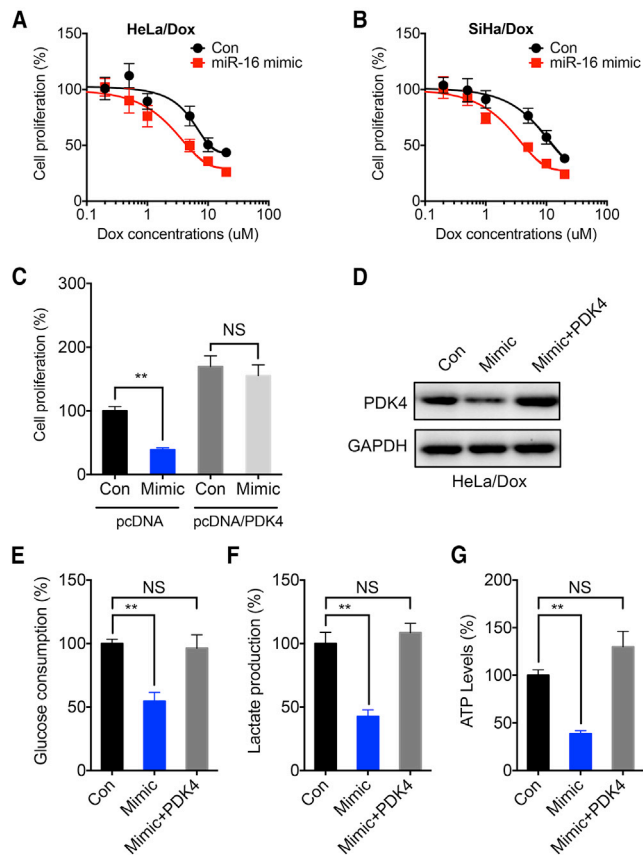 A
HeLa/Dox
Con
miR-16 mimic
Cell proliferation (%)
150
100
50
0
0.1
1
10
100
Dox concentrations (uM)
B
SiHa/Dox
Con
miR-16 mimic
Cell proliferation (%)
150
100
50
0
0.1
1
10
100
Dox concentrations (uM)
C
Cell proliferation (%)
300
150
100
50
0
**
NS
Con Mimic Con Mimic
pcDNA pcDNA/PDK4
D
Con Mimic Mimic+PDK4
PDK4
GAPDH
HeLa/Dox
E
Glucose consumption (%)
150
100
50
0
NS
**
Con Mimic Mimic+PDK4
F
Lactate production (%)
150
100
50
0
NS
**
Con Mimic Mimic+PDK4
G
ATP Levels (%)
200
150
100
50
0
NS
**
Con Mimic Mimic+PDK4